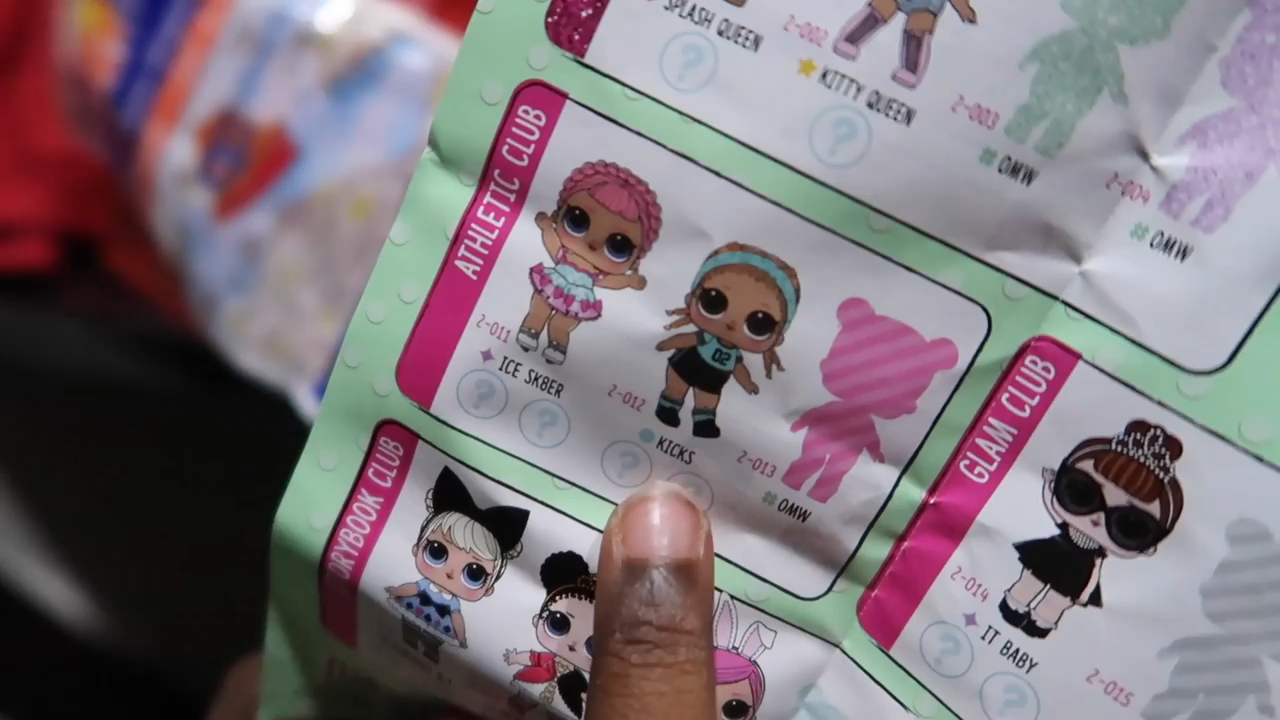 SPLASH QUEEN
2-002
KITTY QUEEN
2-003
#OMW
2-004
#OMW
ATHLETIC CLUB
2-011
ICE SK8ER
?
?
02
2-012
KICKS
?
2-013
#OMW
GLAM CLUB
2-014
IT BABY
?
?
2-015
ORYBOOK CLUB
?
?